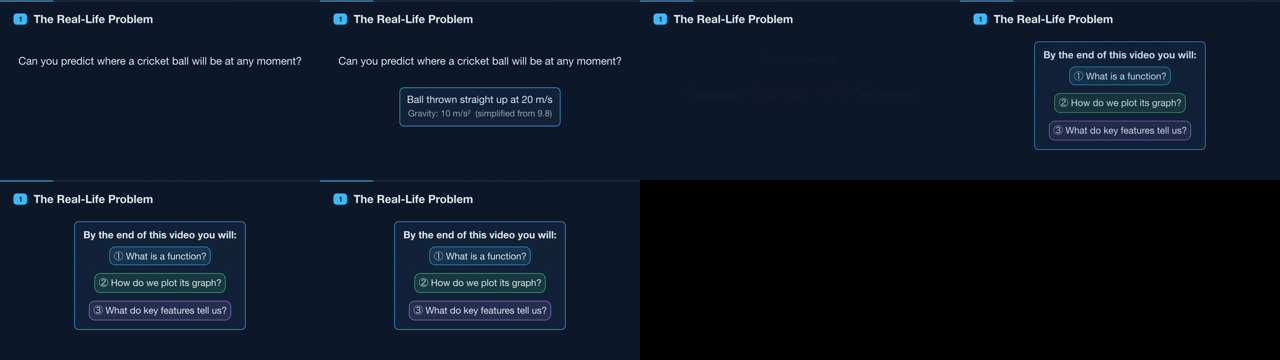 1 The Real-Life Problem
Can you predict where a cricket ball will be at any moment?
1 The Real-Life Problem
Can you predict where a cricket ball will be at any moment?
Ball thrown straight up at 20 m/s
Gravity: 10 m/s² (simplified from 9.8)
1 The Real-Life Problem
1 The Real-Life Problem
By the end of this video you will:
① What is a function?
② How do we plot its graph?
③ What do key features tell us?
1 The Real-Life Problem
By the end of this video you will:
① What is a function?
② How do we plot its graph?
③ What do key features tell us?
1 The Real-Life Problem
By the end of this video you will:
① What is a function?
② How do we plot its graph?
③ What do key features tell us?